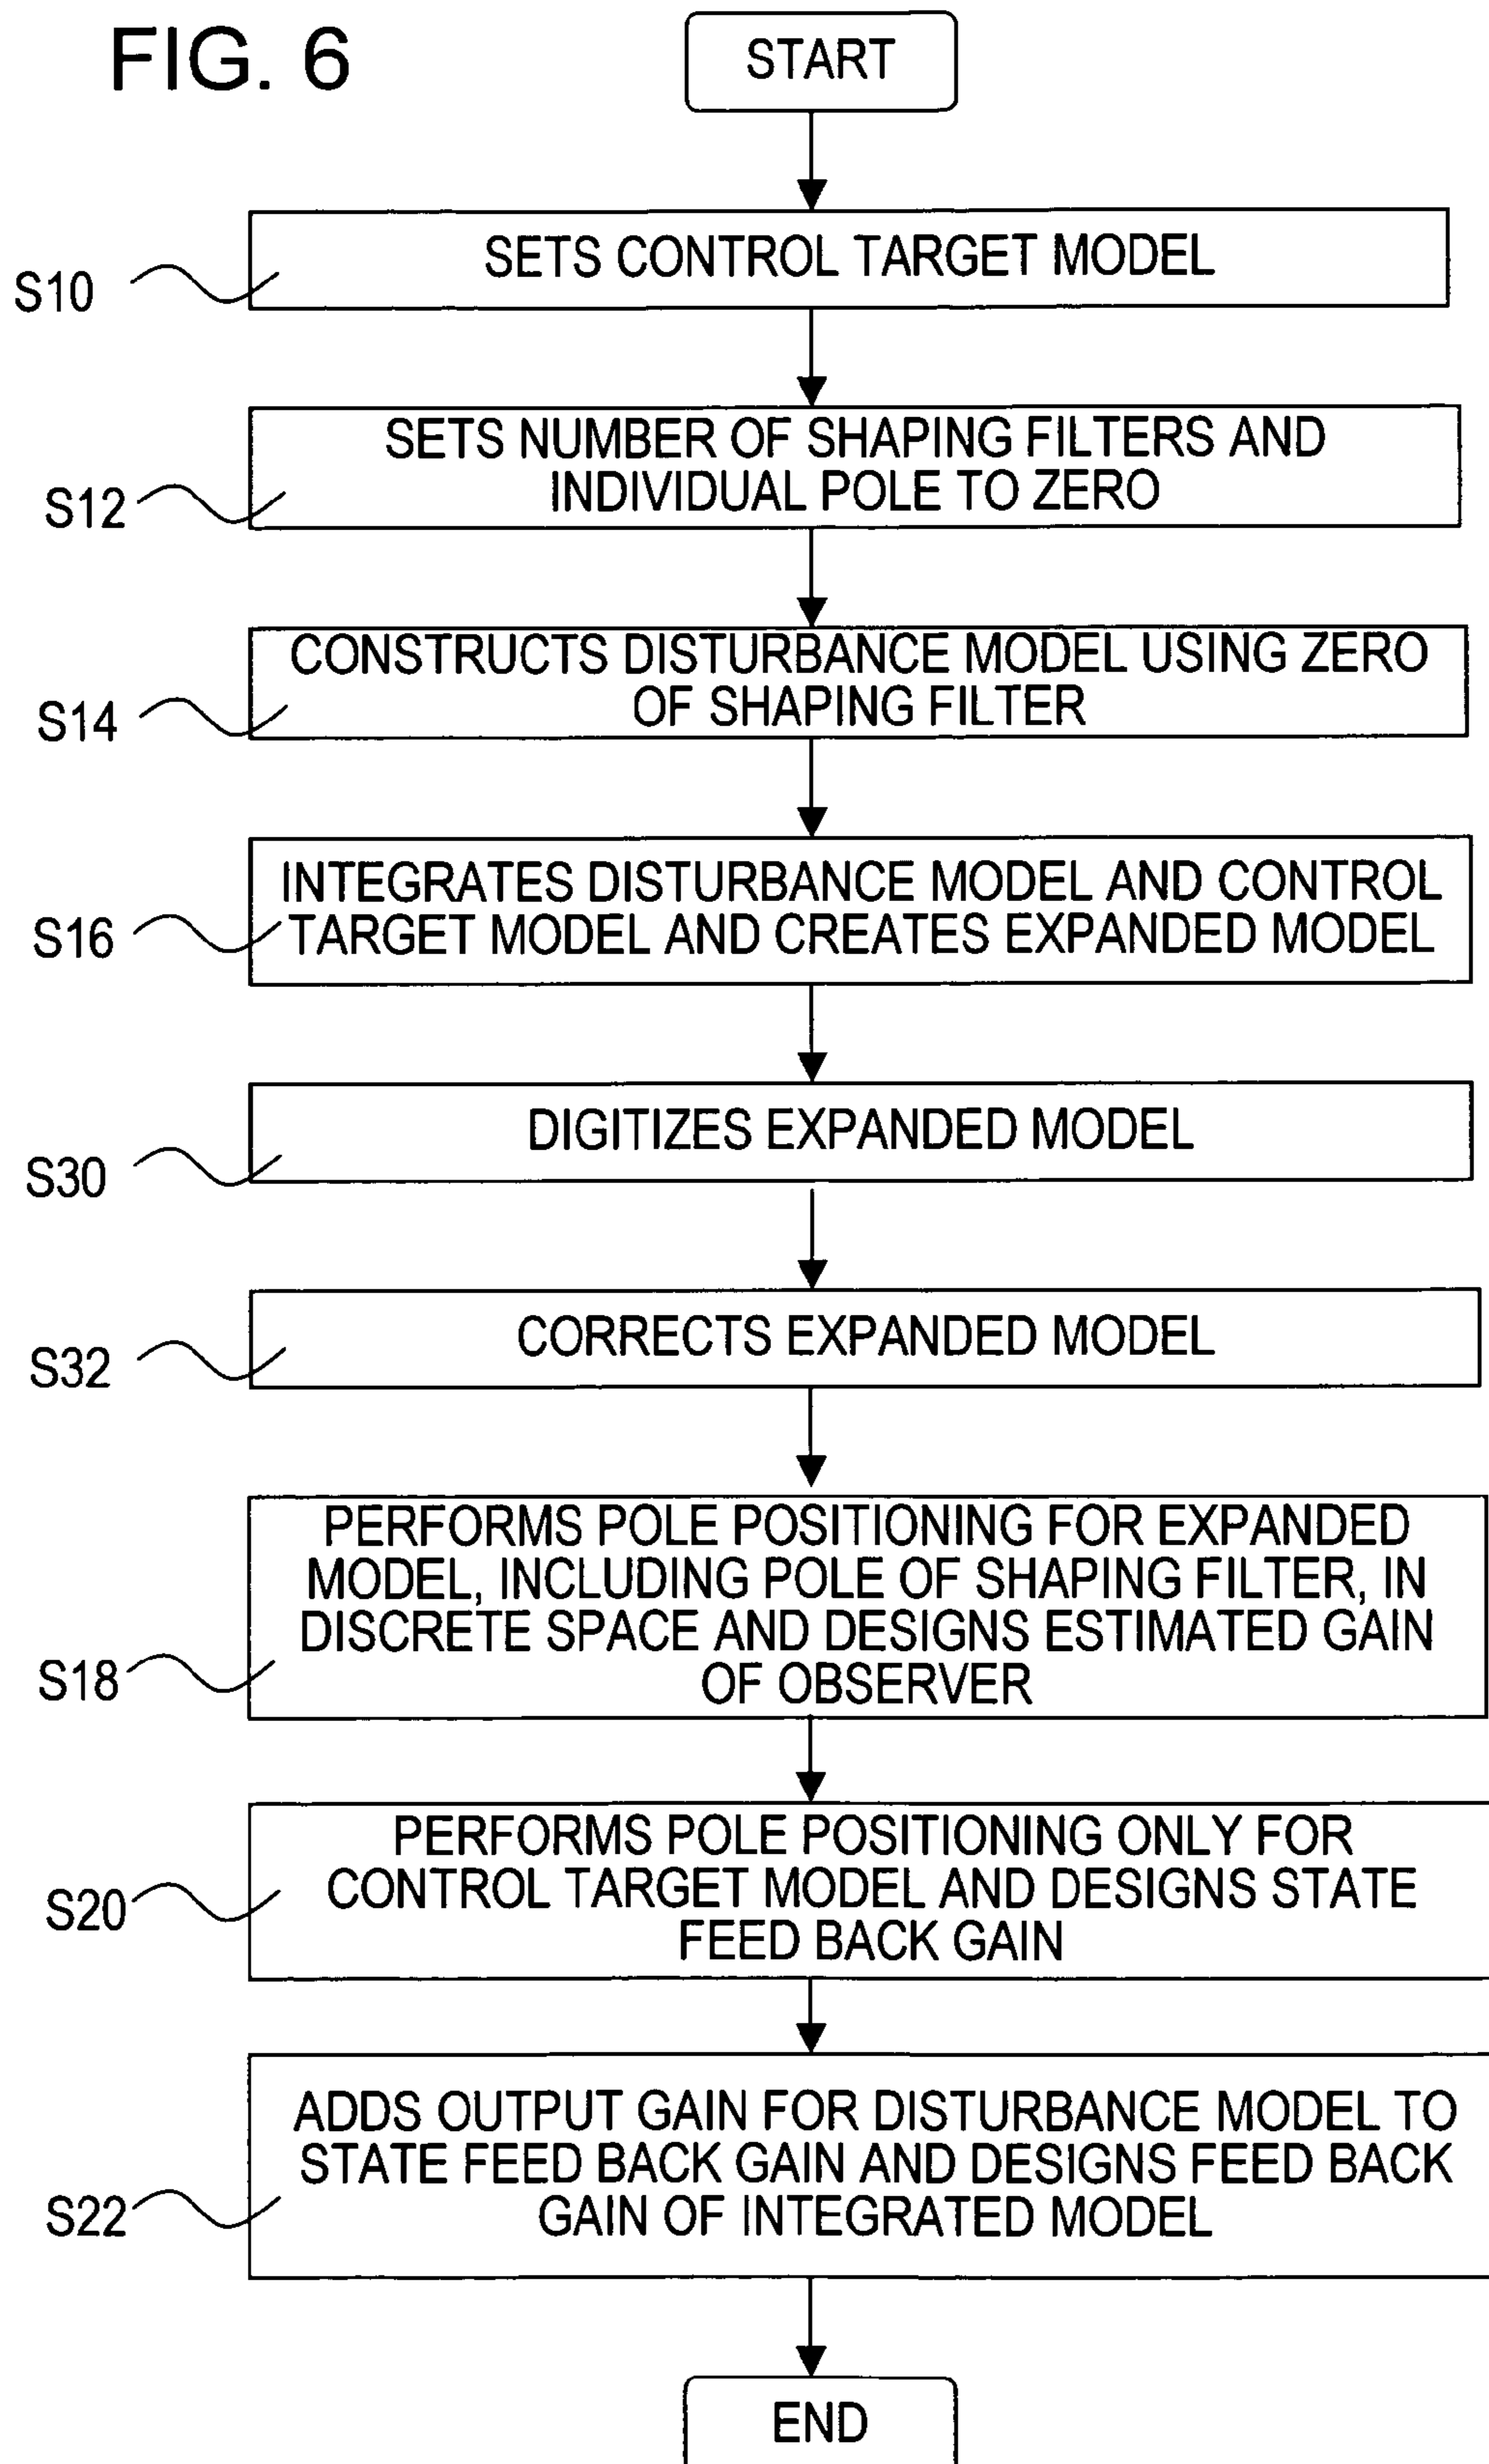 FIG. 6
START
SETS CONTROL TARGET MODEL
S10
SETS NUMBER OF SHAPING FILTERS AND
INDIVIDUAL POLE TO ZERO
S12
CONSTRUCTS DISTURBANCE MODEL USING ZERO
OF SHAPING FILTER
S14
INTEGRATES DISTURBANCE MODEL AND CONTROL
TARGET MODEL AND CREATES EXPANDED MODEL
S16
DIGITIZES EXPANDED MODEL
S30
CORRECTS EXPANDED MODEL
S32
PERFORMS POLE POSITIONING FOR EXPANDED
MODEL, INCLUDING POLE OF SHAPING FILTER, IN
DISCRETE SPACE AND DESIGNS ESTIMATED GAIN
OF OBSERVER
S18
PERFORMS POLE POSITIONING ONLY FOR
CONTROL TARGET MODEL AND DESIGNS STATE
FEED BACK GAIN
S20
ADDS OUTPUT GAIN FOR DISTURBANCE MODEL TO
STATE FEED BACK GAIN AND DESIGNS FEED BACK
GAIN OF INTEGRATED MODEL
S22
END